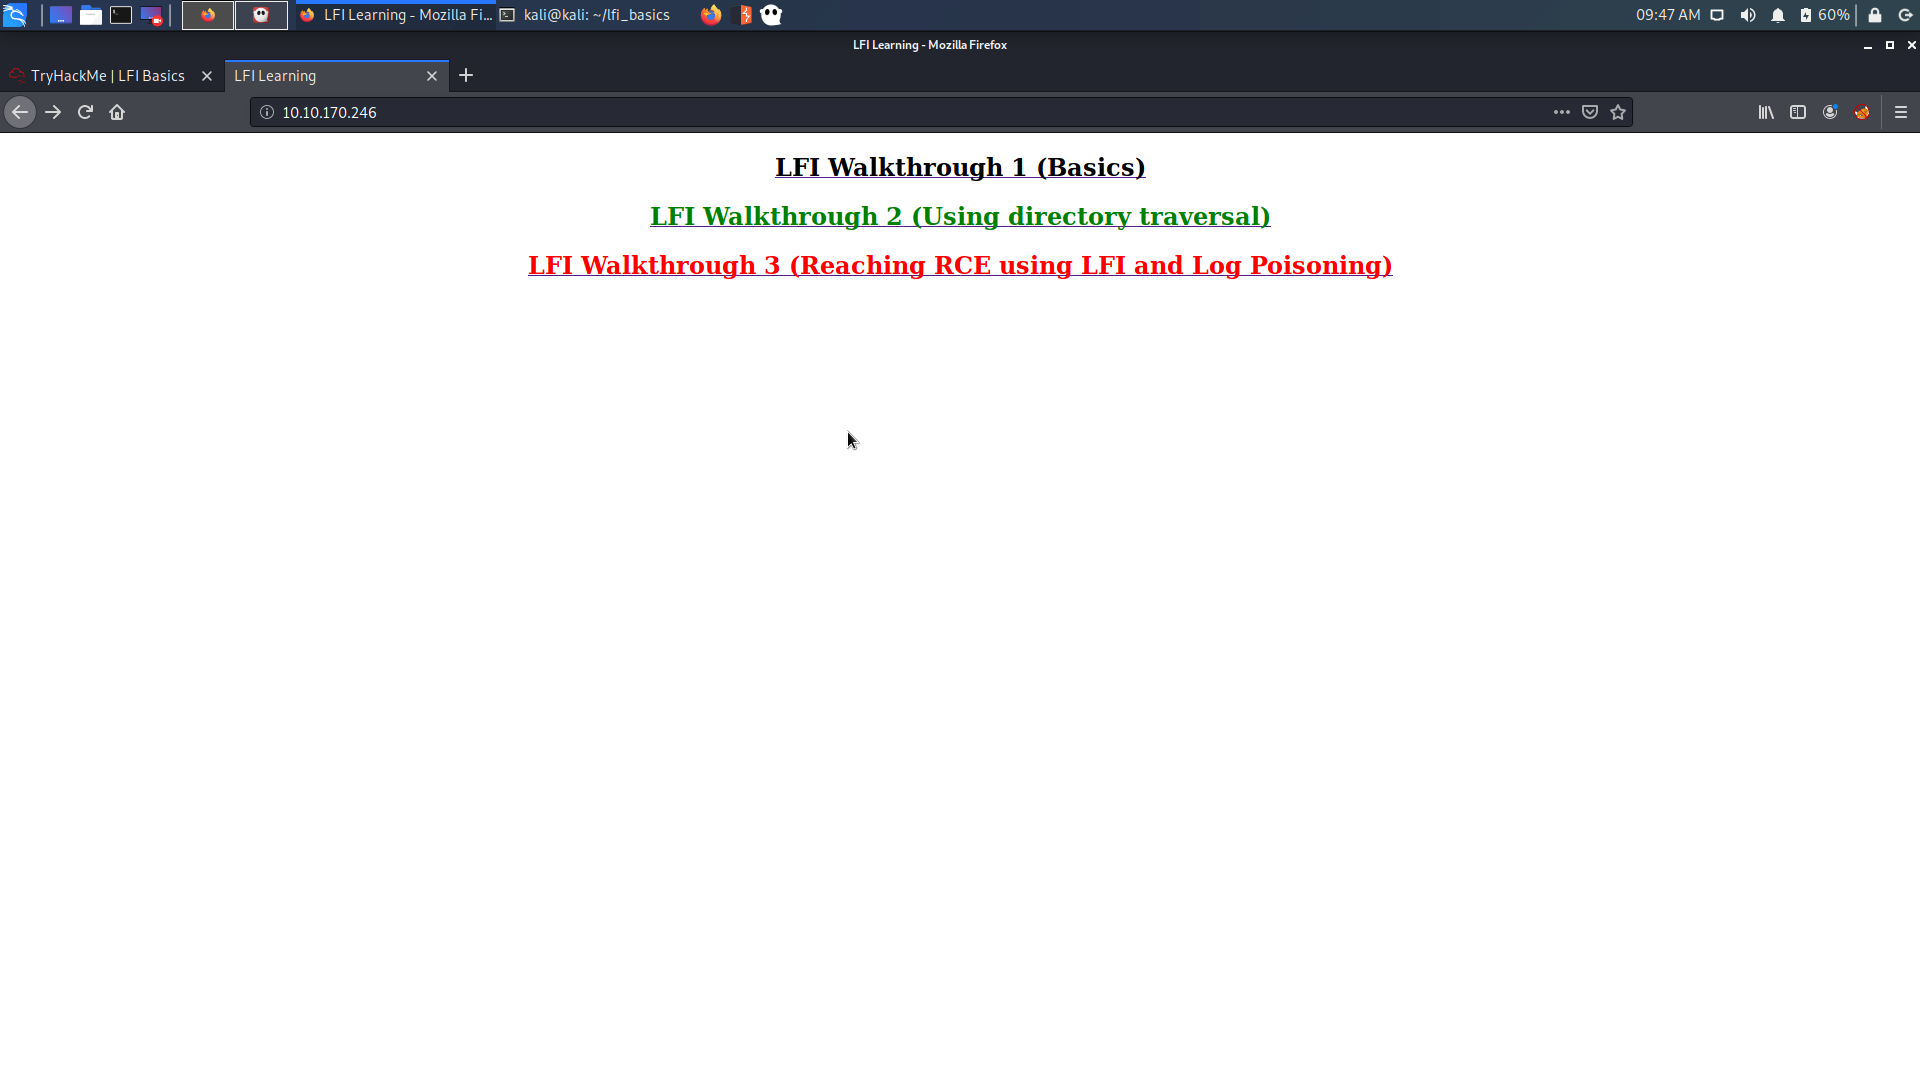 LFI Learning - Mozilla Fi...
kali@kali: ~/lfi_basics
09:47 AM
60%
LFI Learning - Mozilla Firefox
TryHackMe | LFI Basics
LFI Learning
10.10.170.246
LFI Walkthrough 1 (Basics)
LFI Walkthrough 2 (Using directory traversal)
LFI Walkthrough 3 (Reaching RCE using LFI and Log Poisoning)